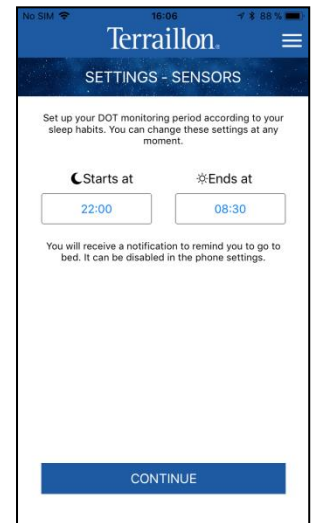 No SIM 16:06 88 %
Terraillon.
SETTINGS - SENSORS
Set up your DOT monitoring period according to your
sleep habits. You can change these settings at any
moment.
Starts at Ends at
22:00 08:30
You will receive a notification to remind you to go to
bed. It can be disabled in the phone settings.
CONTINUE